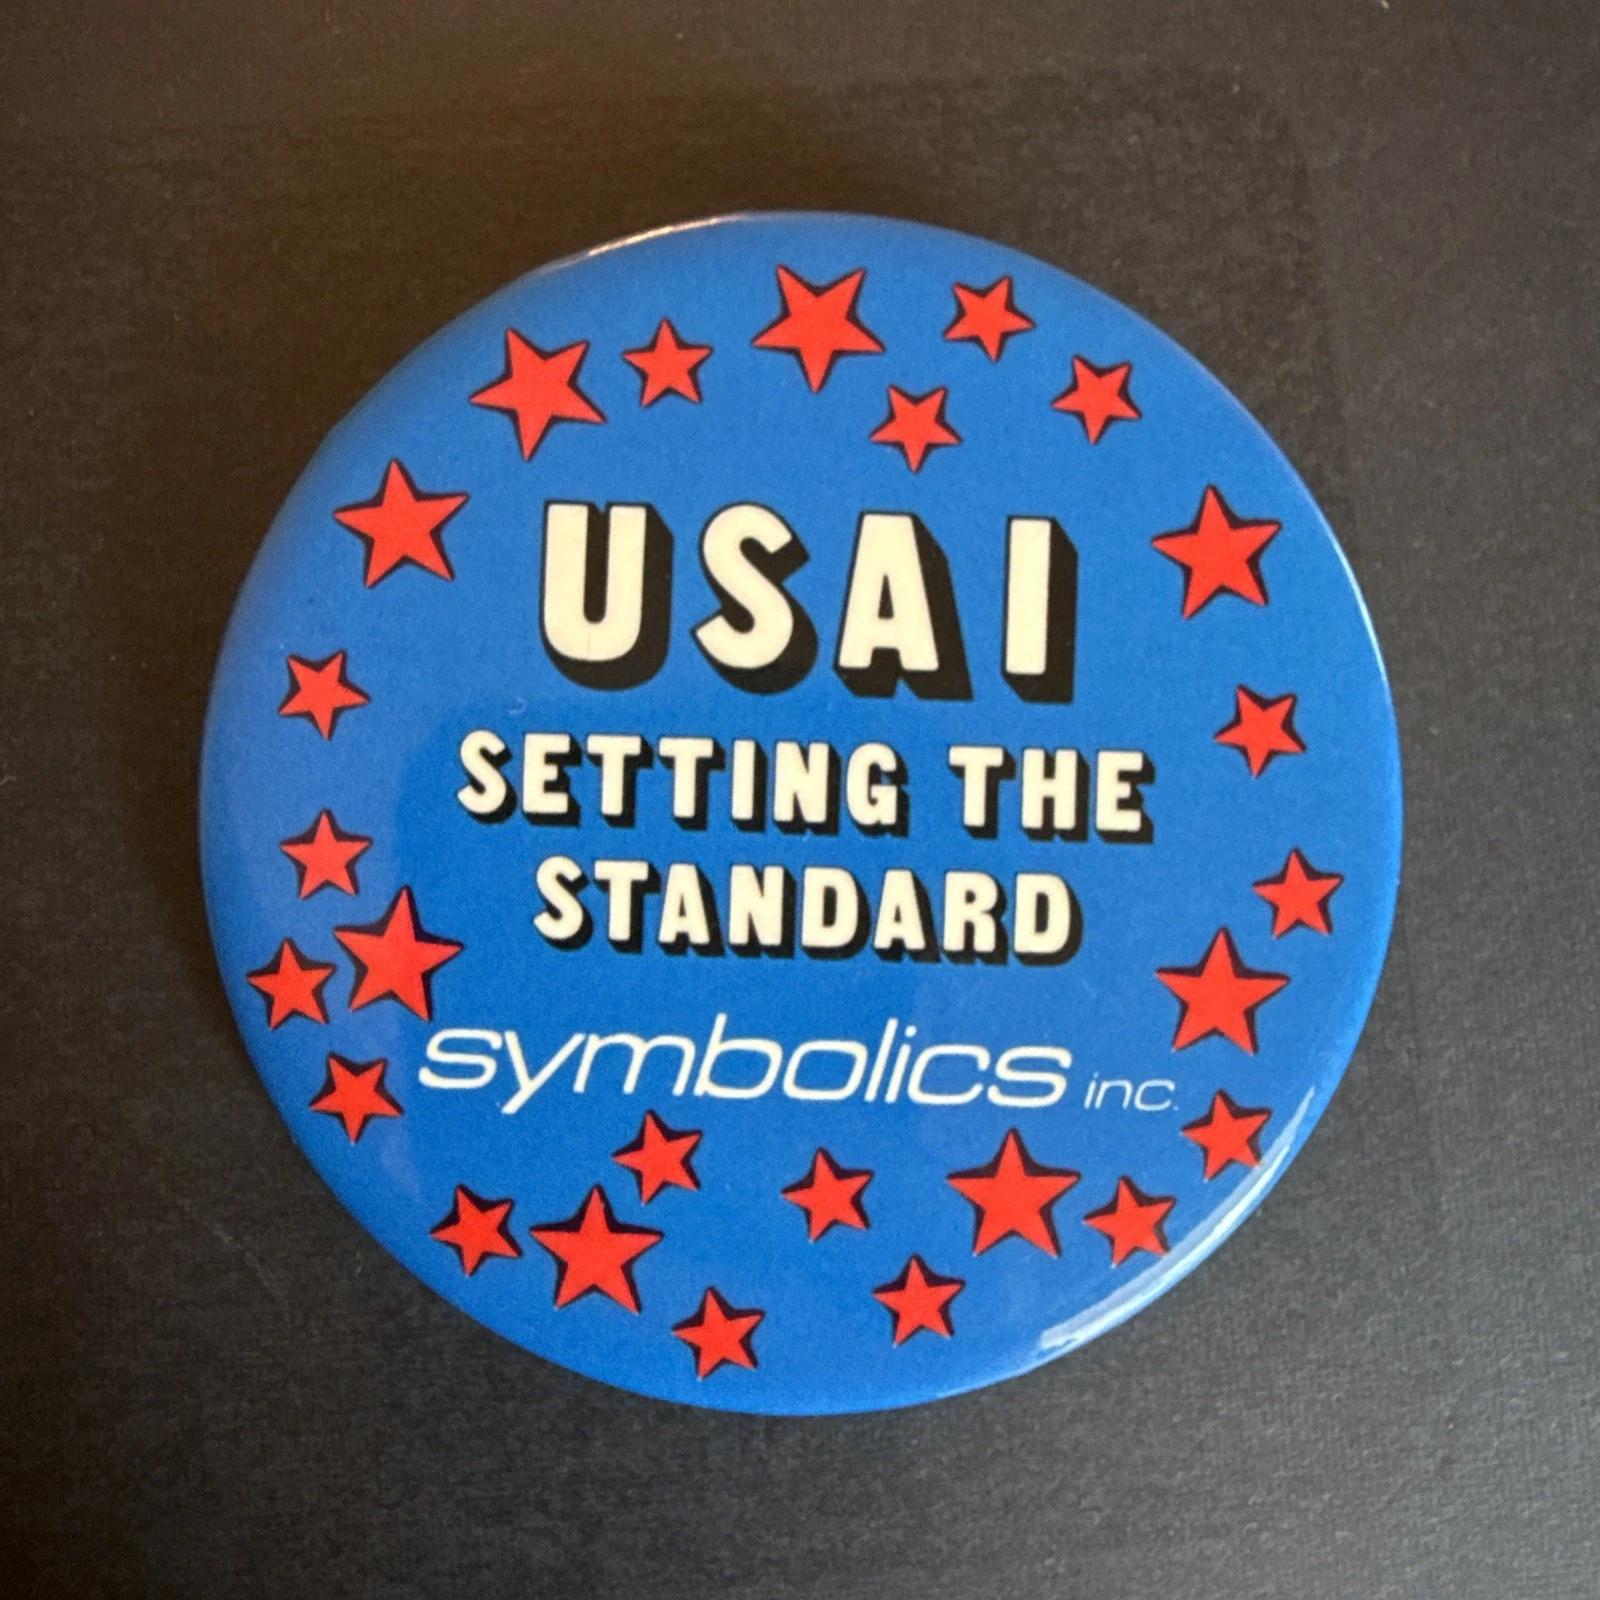 USAI
SETTING THE
STANDARD
symbolics inc.